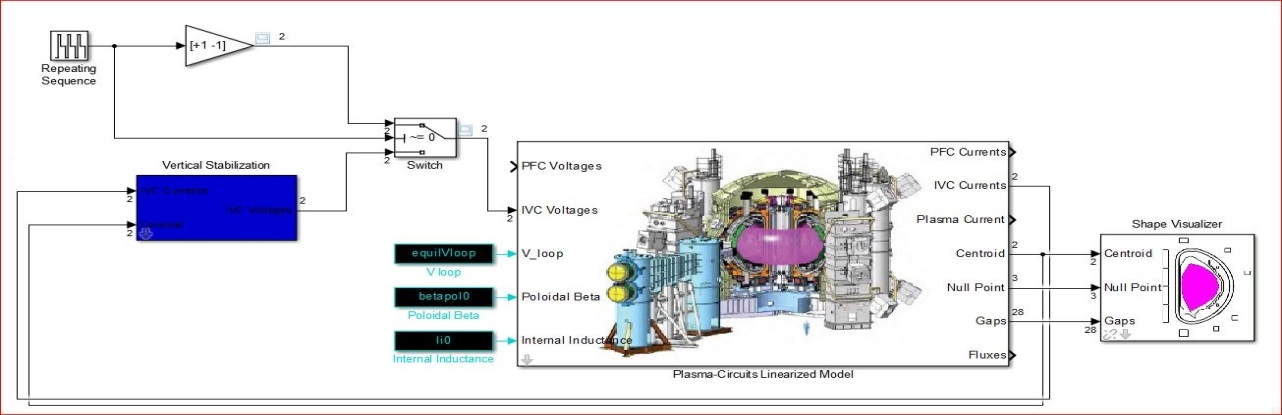 [+1 -1]
2
Repeating
Sequence
2
~= 0
2
2
Switch
Vertical Stabilization
IVC Currents
2
IVC Voltages
2
Centroid
2
PFC Voltages
IVC Voltages
2
equilVloop
V loop
V_loop
betapol0
Poloidal Beta
Poloidal Beta
li0
Internal Inductance
Internal Inductance
PFC Currents
2
IVC Currents
Plasma Current
2
Centroid
3
Null Point
28
Gaps
Fluxes
Plasma-Circuits Linearized Model
Shape Visualizer
Centroid
2
Null Point
3
Gaps
28